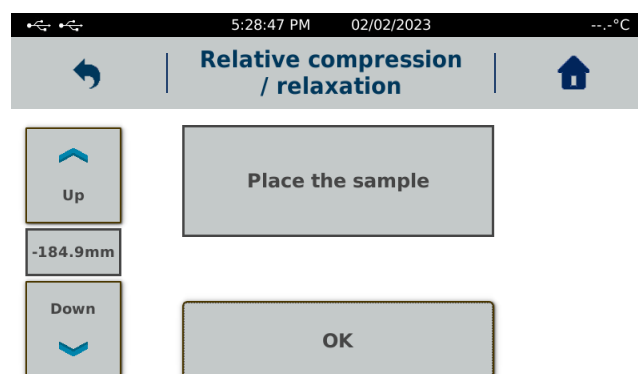 5:28:47 PM 02/02/2023 --.-°C
Relative compression
/ relaxation
Up
Place the sample
-184.9mm
Down
OK